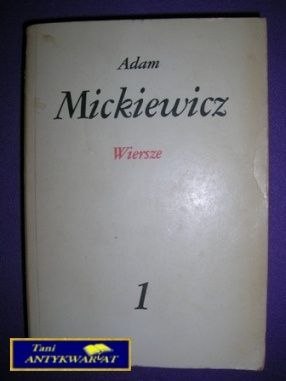 Adam
Mickiewicz
Wiersze
1
Tani
ANTYKWARIAT